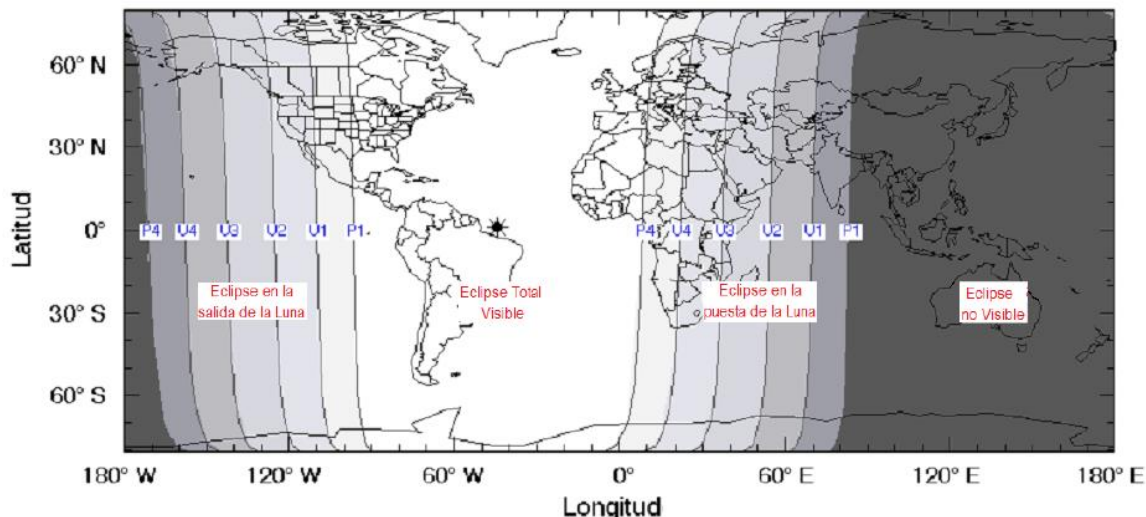 Latitud
60° N
30° N
0°
30° S
60° S
P4 U4 U3 U2 U1 P1 P4 U4 U3 U2 U1 P1
Eclipse en la
salida de la Luna
Eclipse Total
Visible
Eclipse en la
puesta de la Luna
Eclipse
no Visible
180° W 120° W 60° W 0° 60° E 120° E 180° E
Longitud